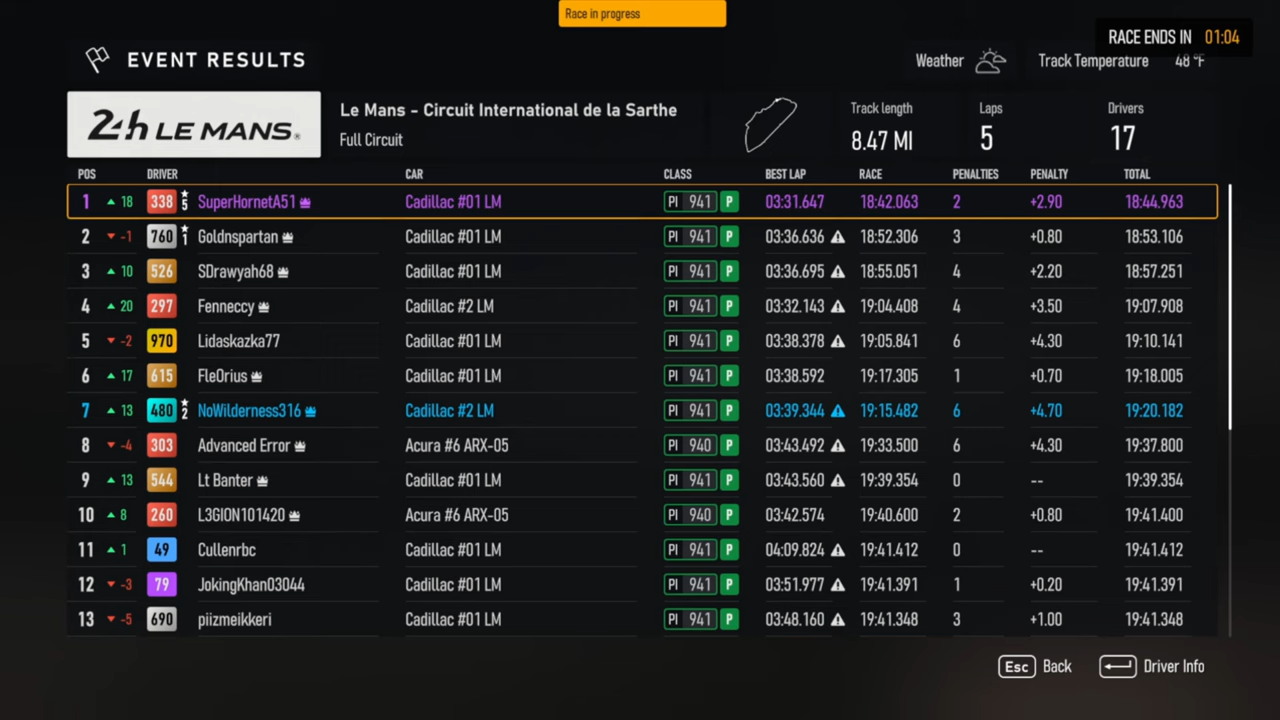 Race in progress
RACE ENDS IN 01:04
EVENT RESULTS
Weather Track Temperature 48 °F
24h LE MANS®
Le Mans - Circuit International de la Sarthe
Full Circuit
Track length Laps Drivers
8.47 MI 5 17
POS DRIVER CAR CLASS BEST LAP RACE PENALTIES PENALTY TOTAL
1 ▲ 18 338 ★5 SuperHornetA51 Cadillac #01 LM PI 941 P 03:31.647 18:42.063 2 +2.90 18:44.963
2 ▼ -1 760 ★1 Goldnspartan Cadillac #01 LM PI 941 P 03:36.636 18:52.306 3 +0.80 18:53.106
3 ▲ 10 526 SDrawyah68 Cadillac #01 LM PI 941 P 03:36.695 18:55.051 4 +2.20 18:57.251
4 ▲ 20 297 Fenneccy Cadillac #2 LM PI 941 P 03:32.143 19:04.408 4 +3.50 19:07.908
5 ▼ -2 970 Lidaskazka77 Cadillac #01 LM PI 941 P 03:38.378 19:05.841 6 +4.30 19:10.141
6 ▲ 17 615 FleOrius Cadillac #01 LM PI 941 P 03:38.592 19:17.305 1 +0.70 19:18.005
7 ▲ 13 480 ★2 NoWilderness316 Cadillac #2 LM PI 941 P 03:39.344 19:15.482 6 +4.70 19:20.182
8 ▼ -4 303 Advanced Error Acura #6 ARX-05 PI 940 P 03:43.492 19:33.500 6 +4.30 19:37.800
9 ▲ 13 544 Lt Banter Cadillac #01 LM PI 941 P 03:43.560 19:39.354 0 -- 19:39.354
10 ▲ 8 260 L3GION101420 Acura #6 ARX-05 PI 940 P 03:42.574 19:40.600 2 +0.80 19:41.400
11 ▲ 1 49 Cullenrbc Cadillac #01 LM PI 941 P 04:09.824 19:41.412 0 -- 19:41.412
12 ▼ -3 79 JokingKhan03044 Cadillac #01 LM PI 941 P 03:51.977 19:41.391 1 +0.20 19:41.391
13 ▼ -5 690 piizmeikkeri Cadillac #01 LM PI 941 P 03:48.160 19:41.348 3 +1.00 19:41.348
Esc Back Driver Info